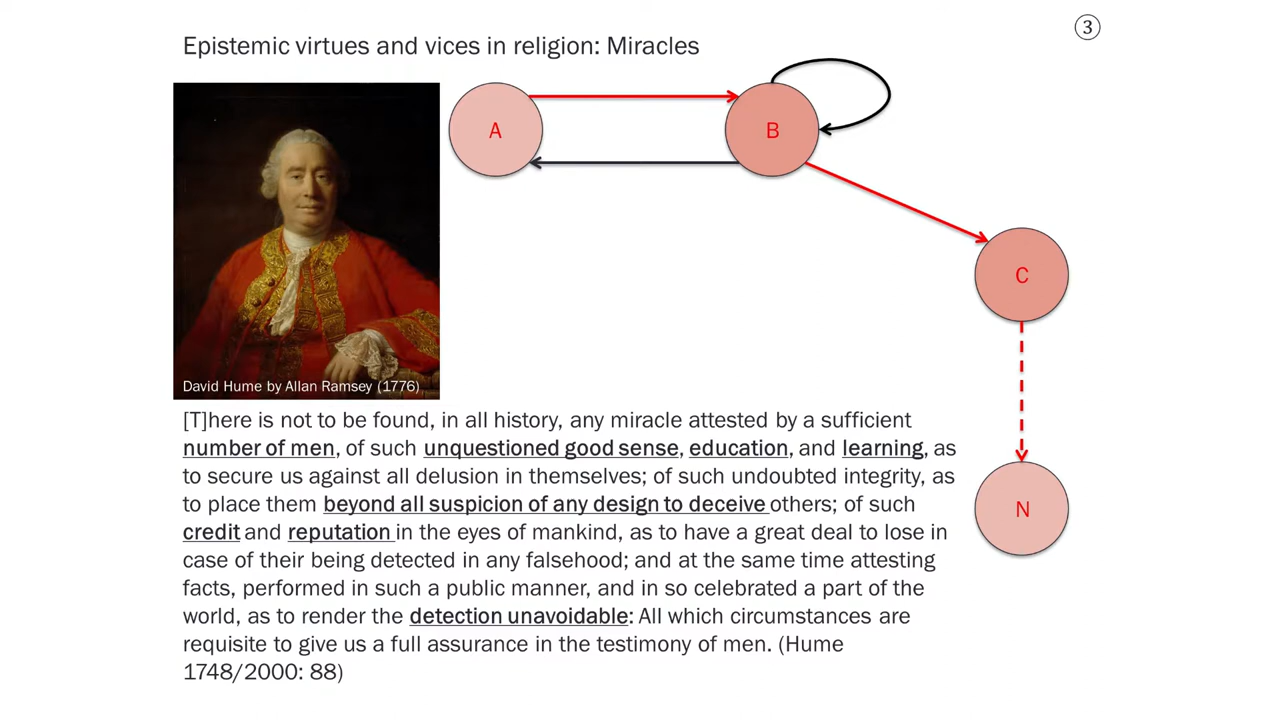 ③
Epistemic virtues and vices in religion: Miracles
A
B
C
N
David Hume by Allan Ramsey (1776)
[T]here is not to be found, in all history, any miracle attested by a sufficient
number of men, of such unquestioned good sense, education, and learning, as
to secure us against all delusion in themselves; of such undoubted integrity, as
to place them beyond all suspicion of any design to deceive others; of such
credit and reputation in the eyes of mankind, as to have a great deal to lose in
case of their being detected in any falsehood; and at the same time attesting
facts, performed in such a public manner, and in so celebrated a part of the
world, as to render the detection unavoidable: All which circumstances are
requisite to give us a full assurance in the testimony of men. (Hume
1748/2000: 88)